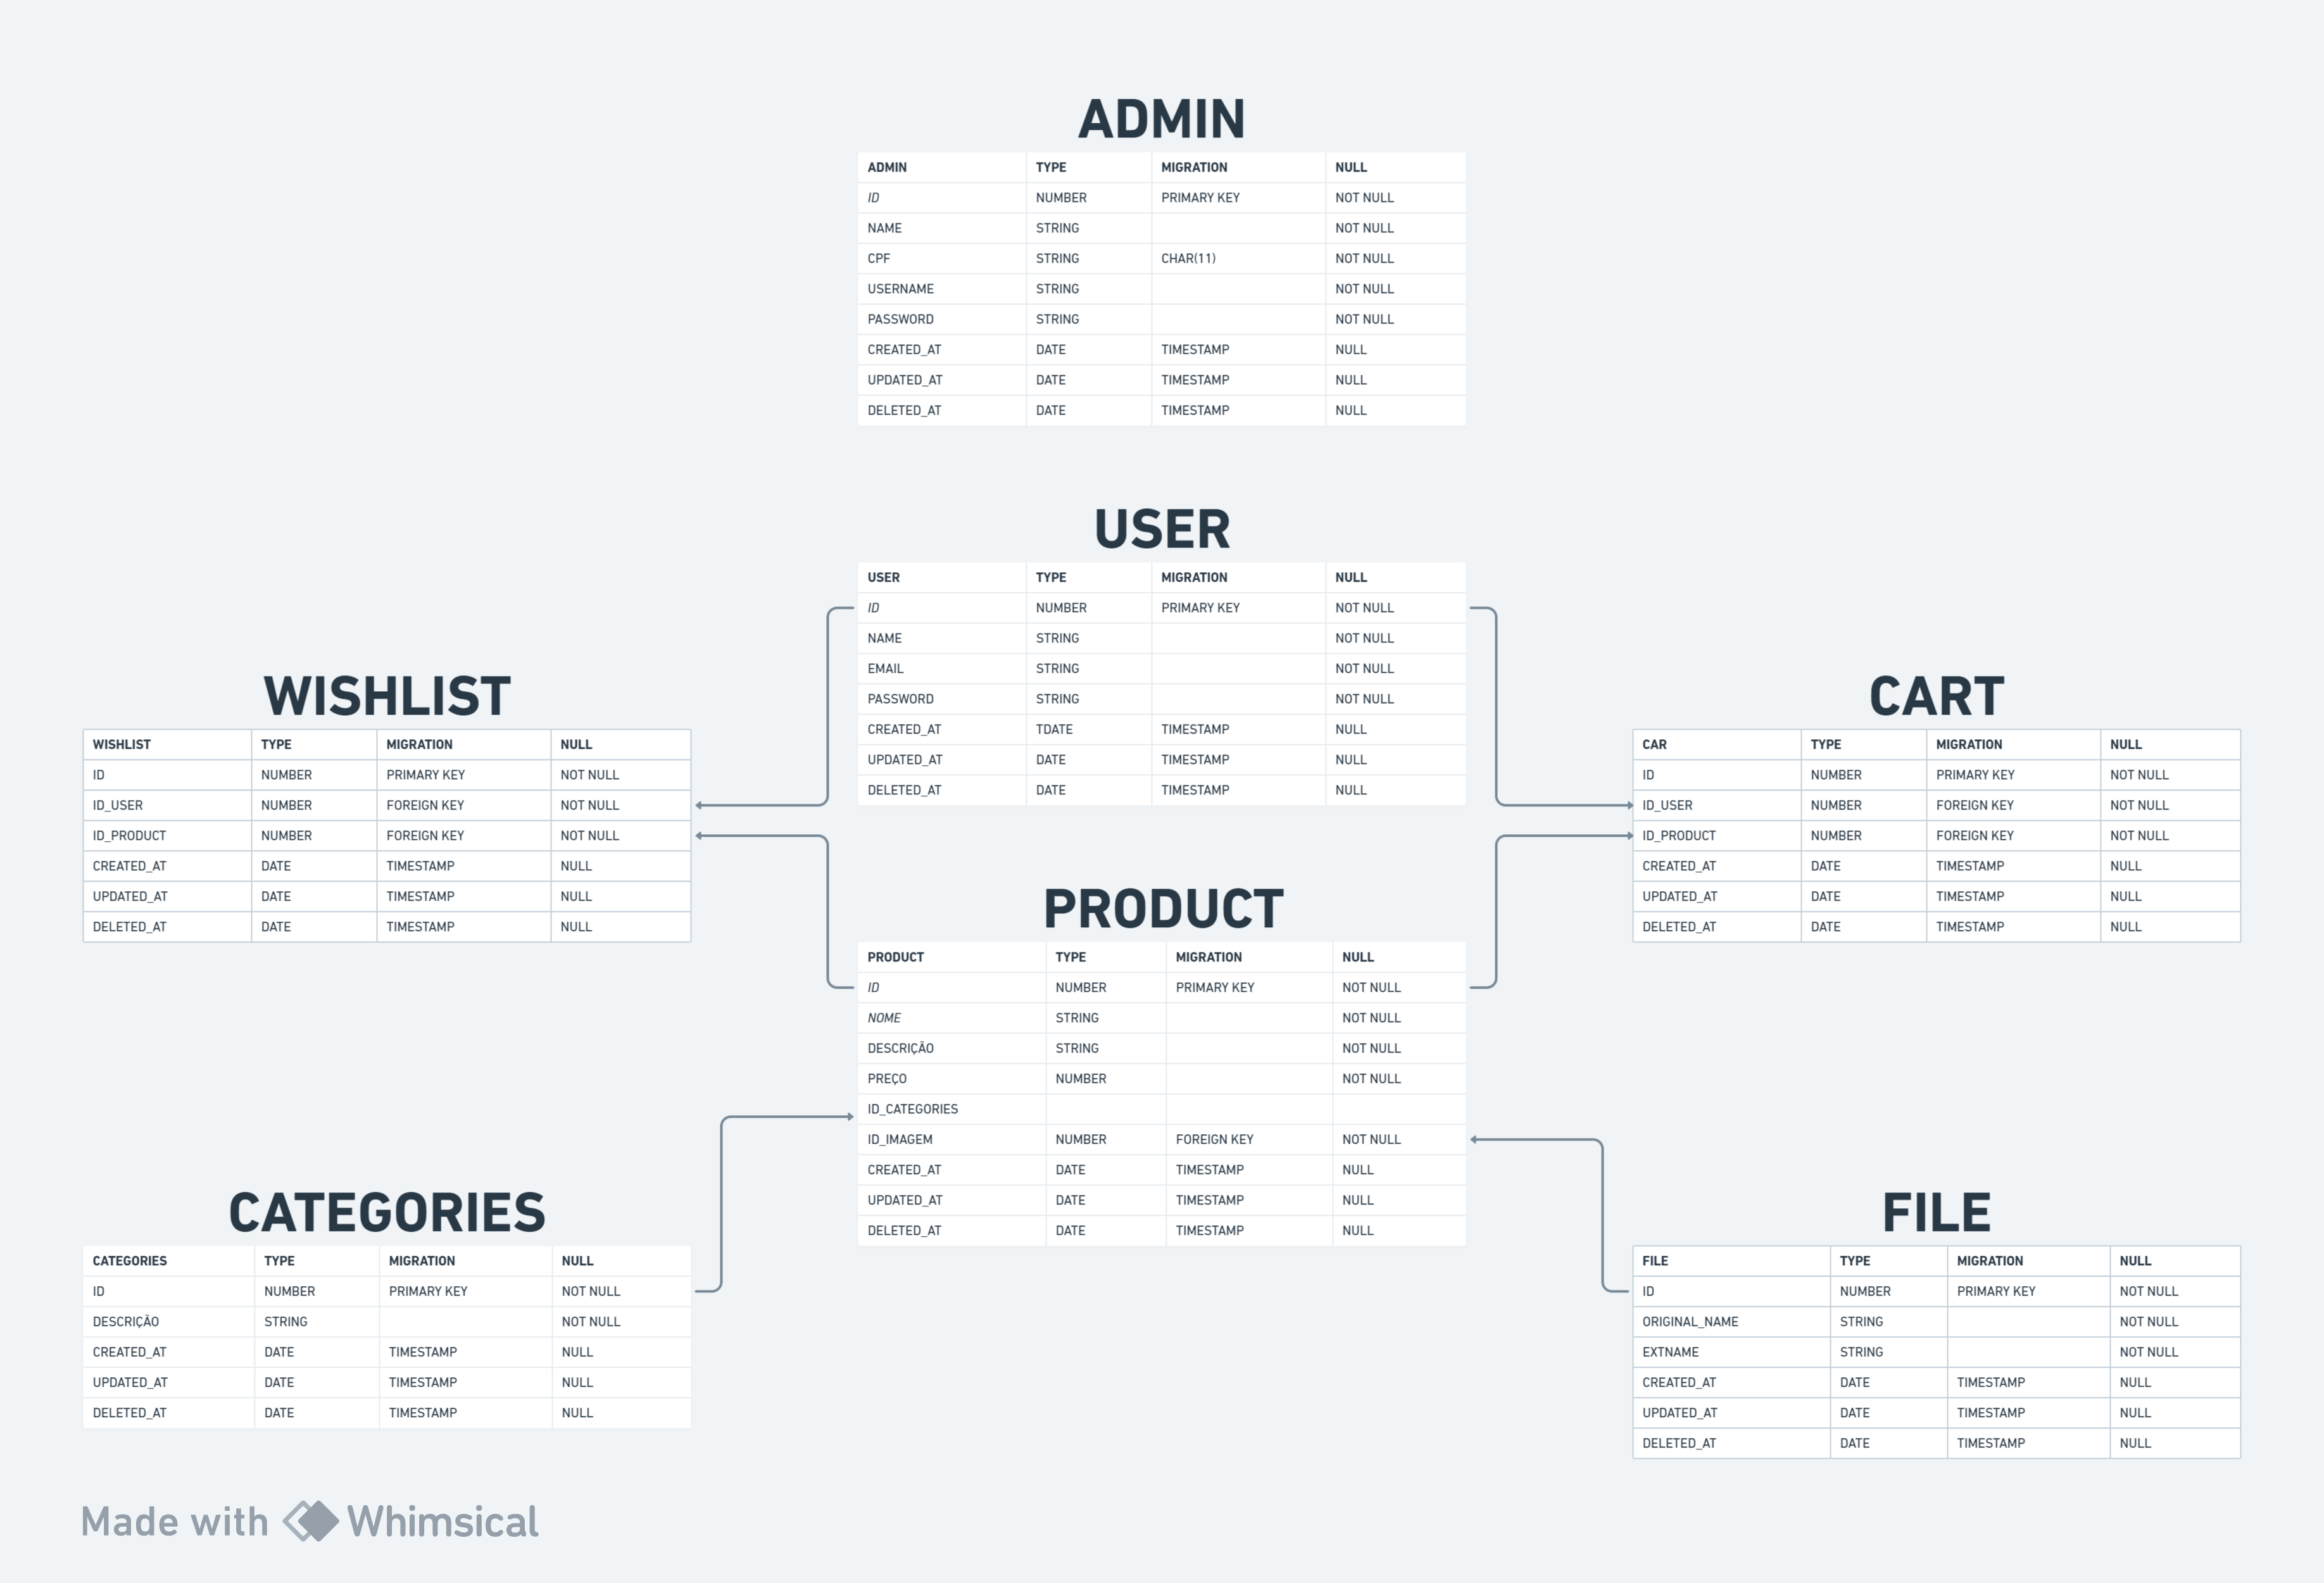 ADMIN
ADMIN TYPE MIGRATION NULL
ID NUMBER PRIMARY KEY NOT NULL
NAME STRING NOT NULL
CPF STRING CHAR(11) NOT NULL
USERNAME STRING NOT NULL
PASSWORD STRING NOT NULL
CREATED_AT DATE TIMESTAMP NULL
UPDATED_AT DATE TIMESTAMP NULL
DELETED_AT DATE TIMESTAMP NULL
USER
USER TYPE MIGRATION NULL
ID NUMBER PRIMARY KEY NOT NULL
NAME STRING NOT NULL
EMAIL STRING NOT NULL
PASSWORD STRING NOT NULL
CREATED_AT TDATE TIMESTAMP NULL
UPDATED_AT DATE TIMESTAMP NULL
DELETED_AT DATE TIMESTAMP NULL
WISHLIST
WISHLIST TYPE MIGRATION NULL
ID NUMBER PRIMARY KEY NOT NULL
ID_USER NUMBER FOREIGN KEY NOT NULL
ID_PRODUCT NUMBER FOREIGN KEY NOT NULL
CREATED_AT DATE TIMESTAMP NULL
UPDATED_AT DATE TIMESTAMP NULL
DELETED_AT DATE TIMESTAMP NULL
CART
CAR TYPE MIGRATION NULL
ID NUMBER PRIMARY KEY NOT NULL
ID_USER NUMBER FOREIGN KEY NOT NULL
ID_PRODUCT NUMBER FOREIGN KEY NOT NULL
CREATED_AT DATE TIMESTAMP NULL
UPDATED_AT DATE TIMESTAMP NULL
DELETED_AT DATE TIMESTAMP NULL
PRODUCT
PRODUCT TYPE MIGRATION NULL
ID NUMBER PRIMARY KEY NOT NULL
NOME STRING NOT NULL
DESCRIÇÃO STRING NOT NULL
PREÇO NUMBER NOT NULL
ID_CATEGORIES
ID_IMAGEM NUMBER FOREIGN KEY NOT NULL
CREATED_AT DATE TIMESTAMP NULL
UPDATED_AT DATE TIMESTAMP NULL
DELETED_AT DATE TIMESTAMP NULL
CATEGORIES
CATEGORIES TYPE MIGRATION NULL
ID NUMBER PRIMARY KEY NOT NULL
DESCRIÇÃO STRING NOT NULL
CREATED_AT DATE TIMESTAMP NULL
UPDATED_AT DATE TIMESTAMP NULL
DELETED_AT DATE TIMESTAMP NULL
FILE
FILE TYPE MIGRATION NULL
ID NUMBER PRIMARY KEY NOT NULL
ORIGINAL_NAME STRING NOT NULL
EXTNAME STRING NOT NULL
CREATED_AT DATE TIMESTAMP NULL
UPDATED_AT DATE TIMESTAMP NULL
DELETED_AT DATE TIMESTAMP NULL
Made with Whimsical